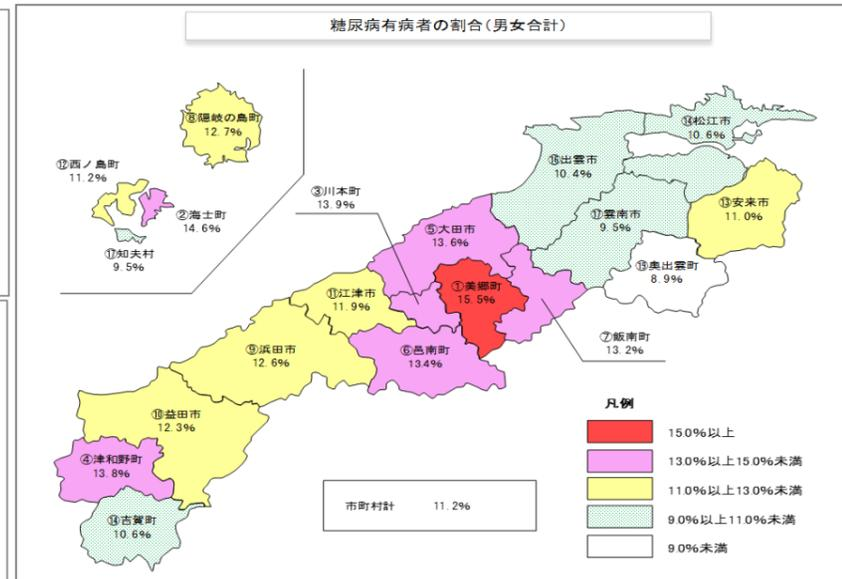 糖尿病有病者の割合(男女合計)
⑧隠岐の島町
12.7%
⑫西ノ島町
11.2%
②海士町
14.6%
⑰知夫村
9.5%
③川本町
13.9%
⑭松江市
10.6%
⑯出雲市
10.4%
⑬安来市
11.0%
⑰雲南市
9.5%
⑤大田市
13.6%
⑲奥出雲町
8.9%
①美郷町
15.5%
⑪江津市
11.9%
⑦飯南町
13.2%
⑨浜田市
12.6%
⑥邑南町
13.4%
⑩益田市
12.3%
④津和野町
13.8%
⑭吉賀町
10.6%
市町村計 11.2%
凡例
15.0%以上
13.0%以上15.0%未満
11.0%以上13.0%未満
9.0%以上11.0%未満
9.0%未満